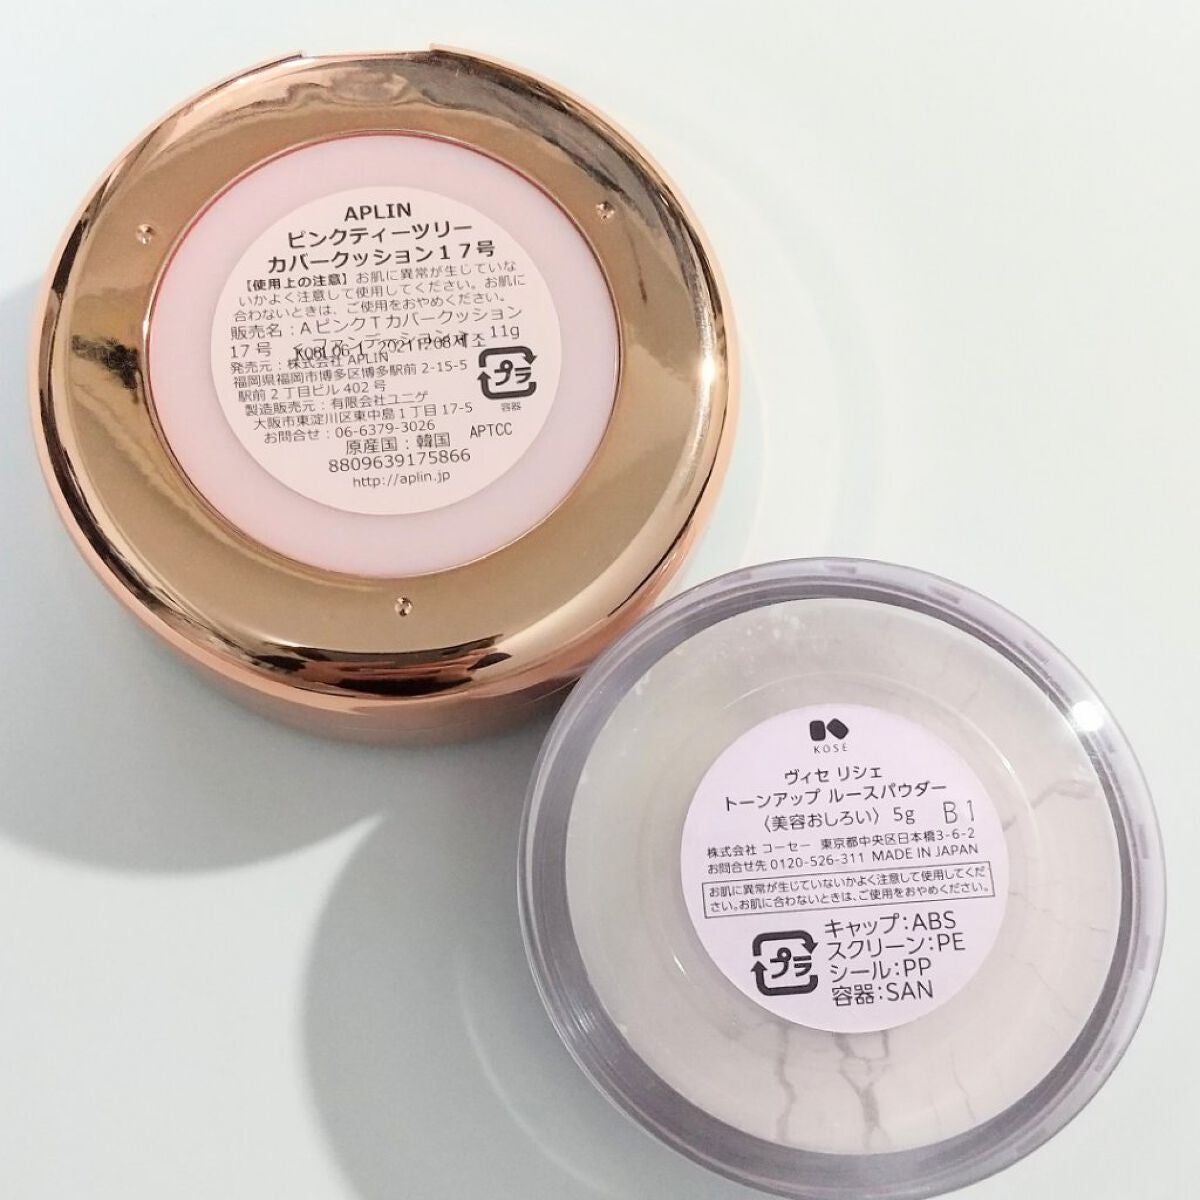 APLIN
ピンクティーツリー
カバークッション１７号
【使用上の注意】お肌に異常が生じていな
いかよく注意して使用してください。お肌に
合わないときは、ご使用をおやめください。
販売名：ＡピンクＴカバークッション
17号 ファンデーション 11g
発売元：株式会社APLIN
福岡県福岡市博多区博多駅前 2-15-5
駅前２丁目ビル 402 号
製造販売元：有限会社ユニゲ
大阪市東淀川区東中島１丁目 17-5
お問合せ：06-6379-3026
プラ
容器
APTCC
原産国：韓国
8809639175866
http://aplin.jp
KOSÉ
ヴィセ リシェ
トーンアップ ルースパウダー
〈美容おしろい〉 5g B1
株式会社 コーセー 東京都中央区日本橋3-6-2
お問合せ先 0120-526-311 MADE IN JAPAN
お肌に異常が生じていないかよく注意して使用してくだ
さい。お肌に合わないときは、ご使用をおやめください。
プラ
キャップ：ABS
スクリーン：PE
シール：PP
容器：SAN